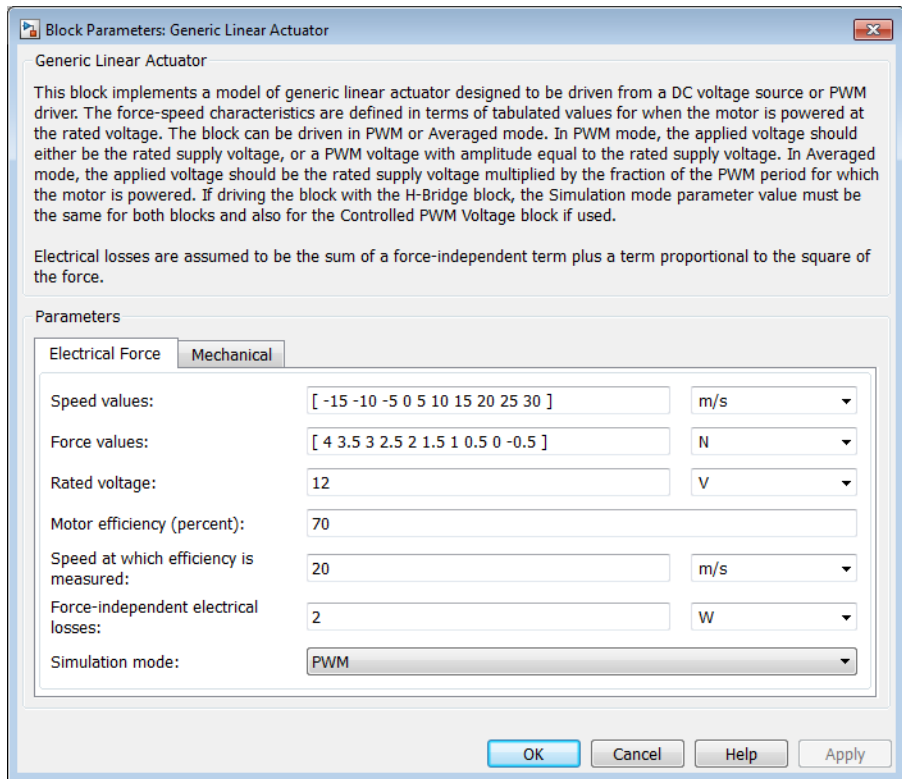 Block Parameters: Generic Linear Actuator
Generic Linear Actuator
This block implements a model of generic linear actuator designed to be driven from a DC voltage source or PWM
driver. The force-speed characteristics are defined in terms of tabulated values for when the motor is powered at
the rated voltage. The block can be driven in PWM or Averaged mode. In PWM mode, the applied voltage should
either be the rated supply voltage, or a PWM voltage with amplitude equal to the rated supply voltage. In Averaged
mode, the applied voltage should be the rated supply voltage multiplied by the fraction of the PWM period for which
the motor is powered. If driving the block with the H-Bridge block, the Simulation mode parameter value must be
the same for both blocks and also for the Controlled PWM Voltage block if used.
Electrical losses are assumed to be the sum of a force-independent term plus a term proportional to the square of
the force.
Parameters
Electrical Force Mechanical
Speed values: [ -15 -10 -5 0 5 10 15 20 25 30 ] m/s
Force values: [ 4 3.5 3 2.5 2 1.5 1 0.5 0 -0.5 ] N
Rated voltage: 12 V
Motor efficiency (percent): 70
Speed at which efficiency is
measured: 20 m/s
Force-independent electrical
losses: 2 W
Simulation mode: PWM
OK Cancel Help Apply